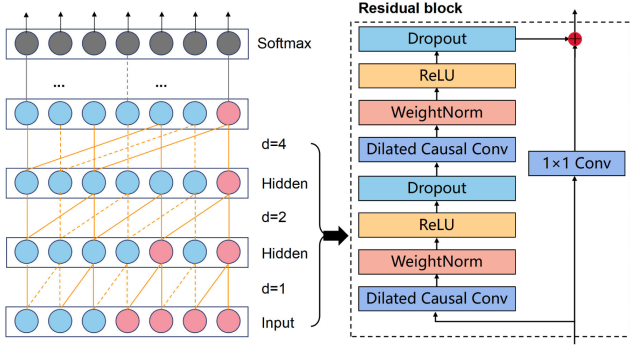 Softmax
...
...
d=4
Hidden
d=2
Hidden
d=1
Input
Residual block
Dropout
+
ReLU
WeightNorm
Dilated Causal Conv
1×1 Conv
Dropout
ReLU
WeightNorm
Dilated Causal Conv